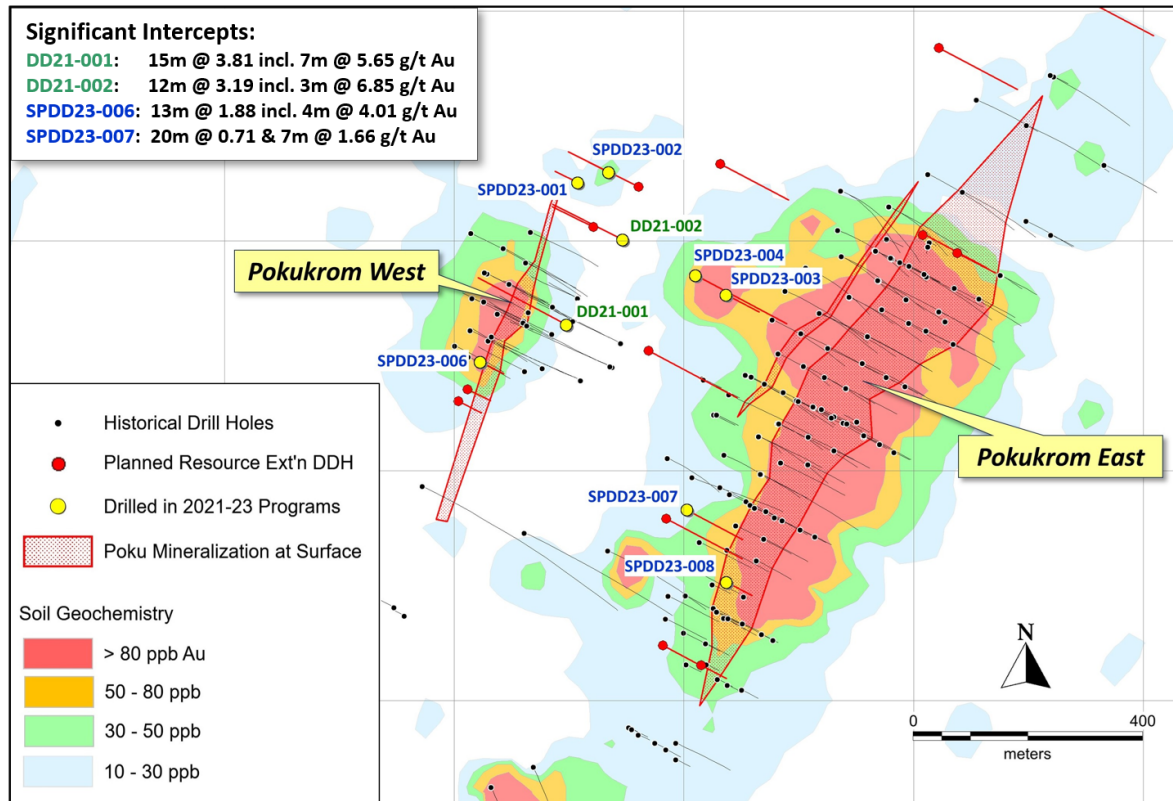 Significant Intercepts:
DD21-001: 15m @ 3.81 incl. 7m @ 5.65 g/t Au
DD21-002: 12m @ 3.19 incl. 3m @ 6.85 g/t Au
SPDD23-006: 13m @ 1.88 incl. 4m @ 4.01 g/t Au
SPDD23-007: 20m @ 0.71 & 7m @ 1.66 g/t Au
SPDD23-002
SPDD23-001
DD21-002
SPDD23-004
SPDD23-003
Pokukrom West
DD21-001
SPDD23-006
Pokukrom East
SPDD23-007
SPDD23-008
Historical Drill Holes
Planned Resource Ext'n DDH
Drilled in 2021-23 Programs
Poku Mineralization at Surface
Soil Geochemistry
> 80 ppb Au
50 - 80 ppb
30 - 50 ppb
10 - 30 ppb
N
0 400
meters